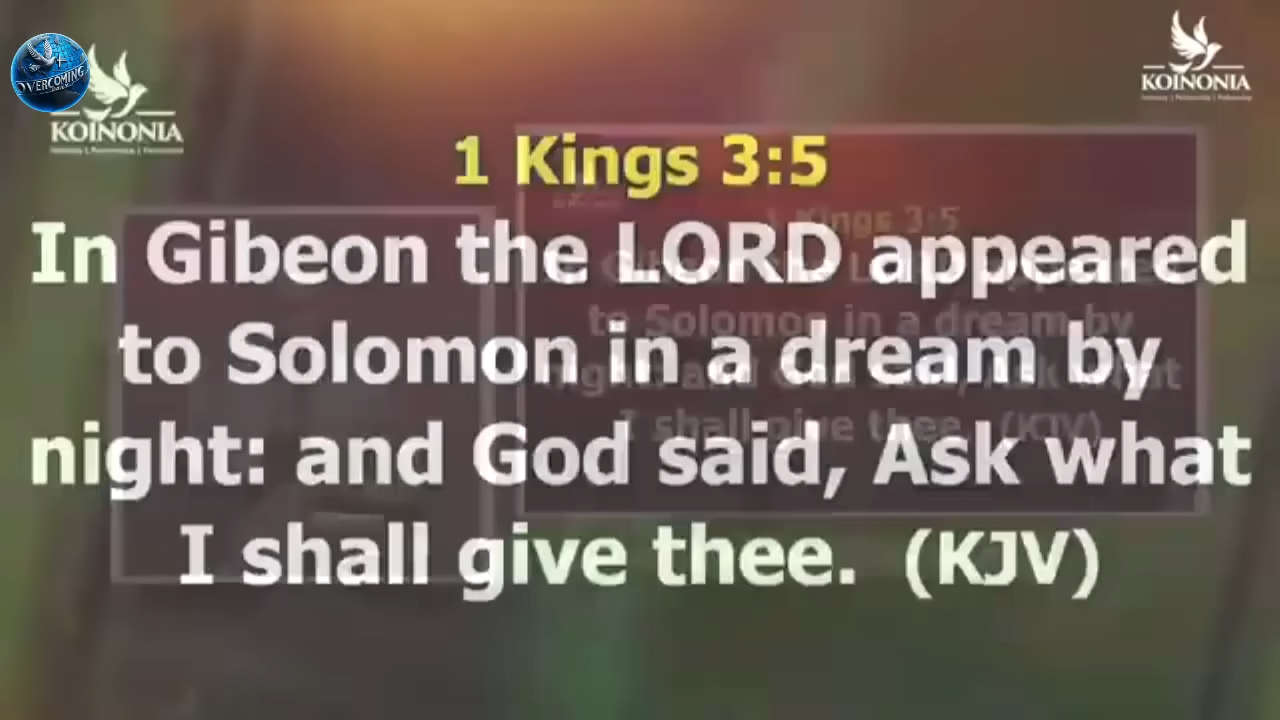 OVERCOMING
KOINONIA
KOINONIA
1 Kings 3:5
In Gibeon the LORD appeared
to Solomon in a dream by
night: and God said, Ask what
I shall give thee. (KJV)